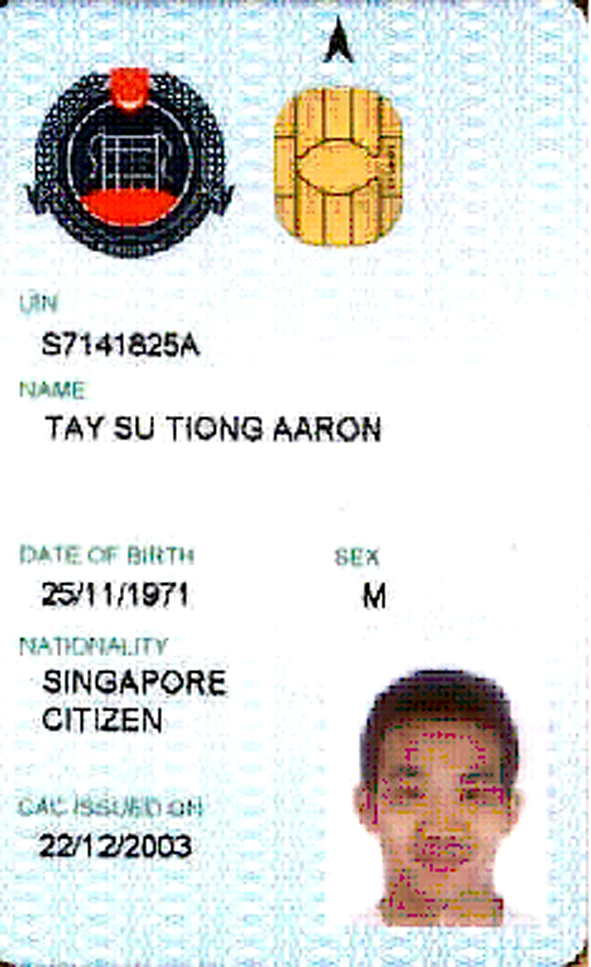 UIN
S7141825A
NAME
TAY SU TIONG AARON
DATE OF BIRTH
SEX
25/11/1971
M
NATIONALITY
SINGAPORE
CITIZEN
CAC ISSUED ON
22/12/2003